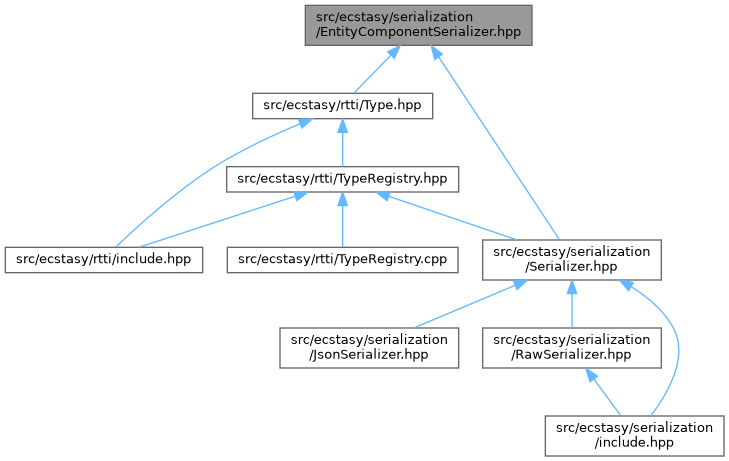 src/ecstasy/serialization
/EntityComponentSerializer.hpp
src/ecstasy/rtti/Type.hpp
src/ecstasy/rtti/TypeRegistry.hpp
src/ecstasy/rtti/include.hpp
src/ecstasy/rtti/TypeRegistry.cpp
src/ecstasy/serialization
/Serializer.hpp
src/ecstasy/serialization
/JsonSerializer.hpp
src/ecstasy/serialization
/RawSerializer.hpp
src/ecstasy/serialization
/include.hpp